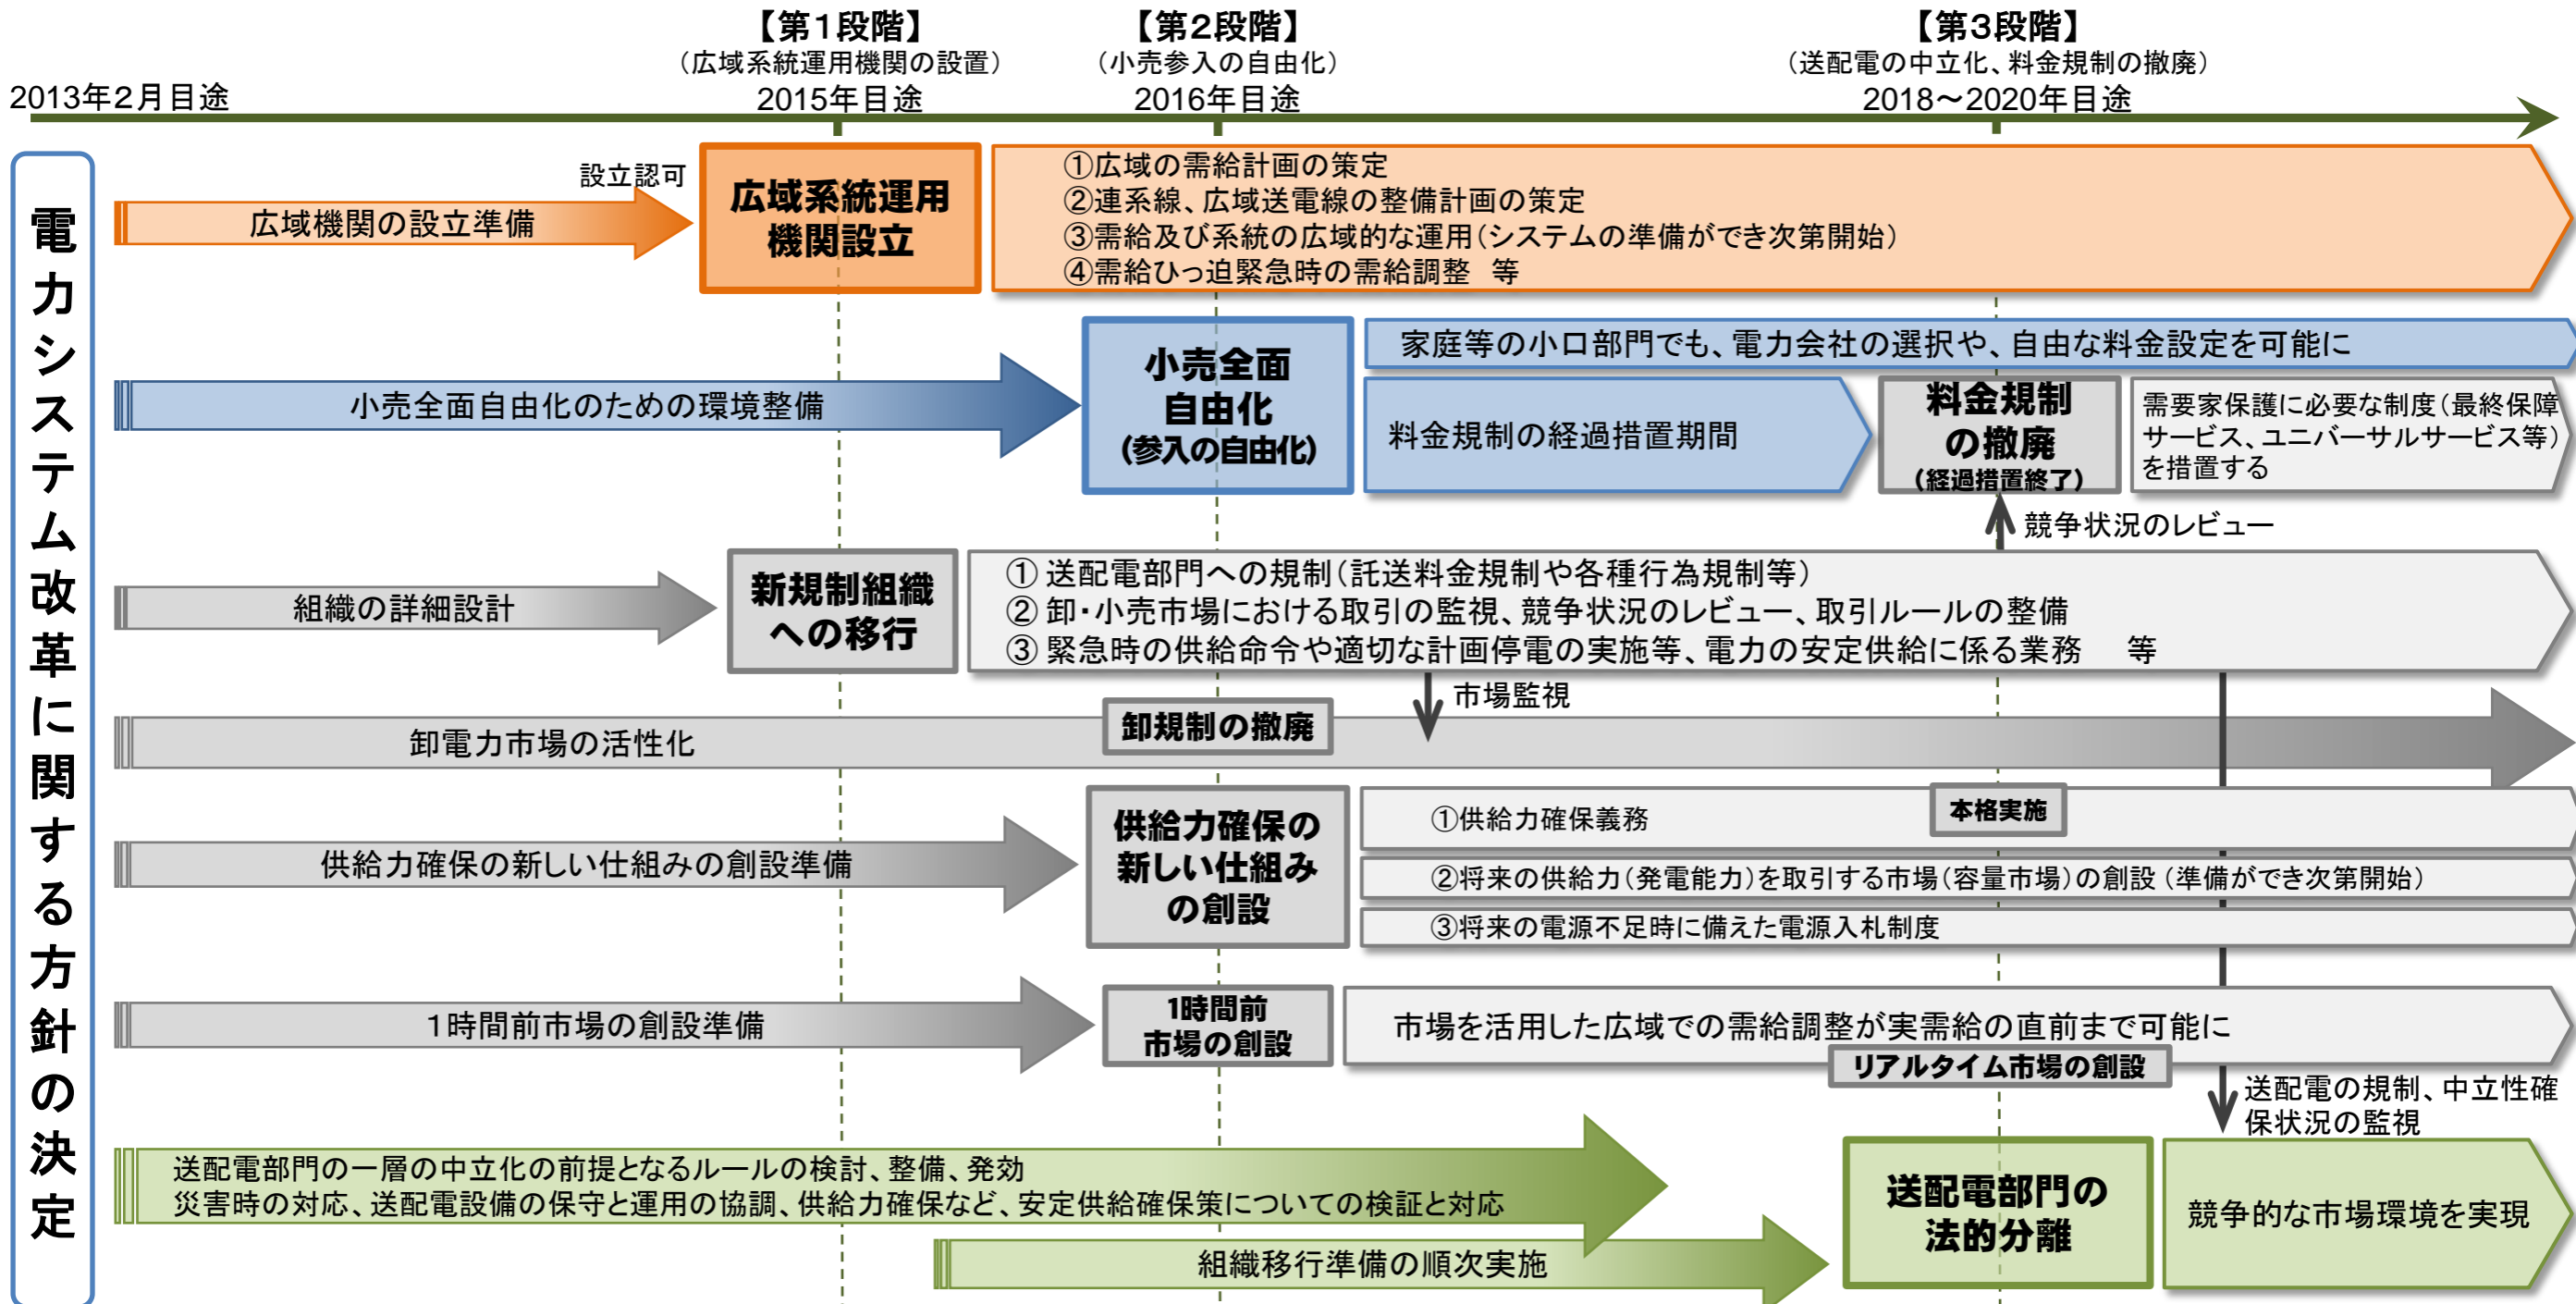 【第1段階】
（広域系統運用機関の設置）
2015年目途
【第2段階】
（小売参入の自由化）
2016年目途
【第3段階】
（送配電の中立化、料金規制の撤廃）
2018～2020年目途
2013年2月目途
電力システム改革に関する方針の決定
設立認可
広域機関の設立準備
広域系統運用
機関設立
①広域の需給計画の策定
②連系線、広域送電線の整備計画の策定
③需給及び系統の広域的な運用（システムの準備ができ次第開始）
④需給ひっ迫緊急時の需給調整　等
小売全面自由化のための環境整備
小売全面
自由化
（参入の自由化）
家庭等の小口部門でも、電力会社の選択や、自由な料金設定を可能に
料金規制の経過措置期間
料金規制
の撤廃
（経過措置終了）
需要家保護に必要な制度（最終保障
サービス、ユニバーサルサービス等）
を措置する
競争状況のレビュー
組織の詳細設計
新規制組織
への移行
① 送配電部門への規制（託送料金規制や各種行為規制等）
② 卸・小売市場における取引の監視、競争状況のレビュー、取引ルールの整備
③ 緊急時の供給命令や適切な計画停電の実施等、電力の安定供給に係る業務　等
市場監視
卸電力市場の活性化
卸規制の撤廃
供給力確保の新しい仕組みの創設準備
供給力確保の
新しい仕組み
の創設
①供給力確保義務
本格実施
②将来の供給力（発電能力）を取引する市場（容量市場）の創設（準備ができ次第開始）
③将来の電源不足時に備えた電源入札制度
1時間前市場の創設準備
1時間前
市場の創設
市場を活用した広域での需給調整が実需給の直前まで可能に
リアルタイム市場の創設
送配電の規制、中立性確
保状況の監視
送配電部門の一層の中立化の前提となるルールの検討、整備、発効
災害時の対応、送配電設備の保守と運用の協調、供給力確保など、安定供給確保策についての検証と対応
組織移行準備の順次実施
送配電部門の
法的分離
競争的な市場環境を実現